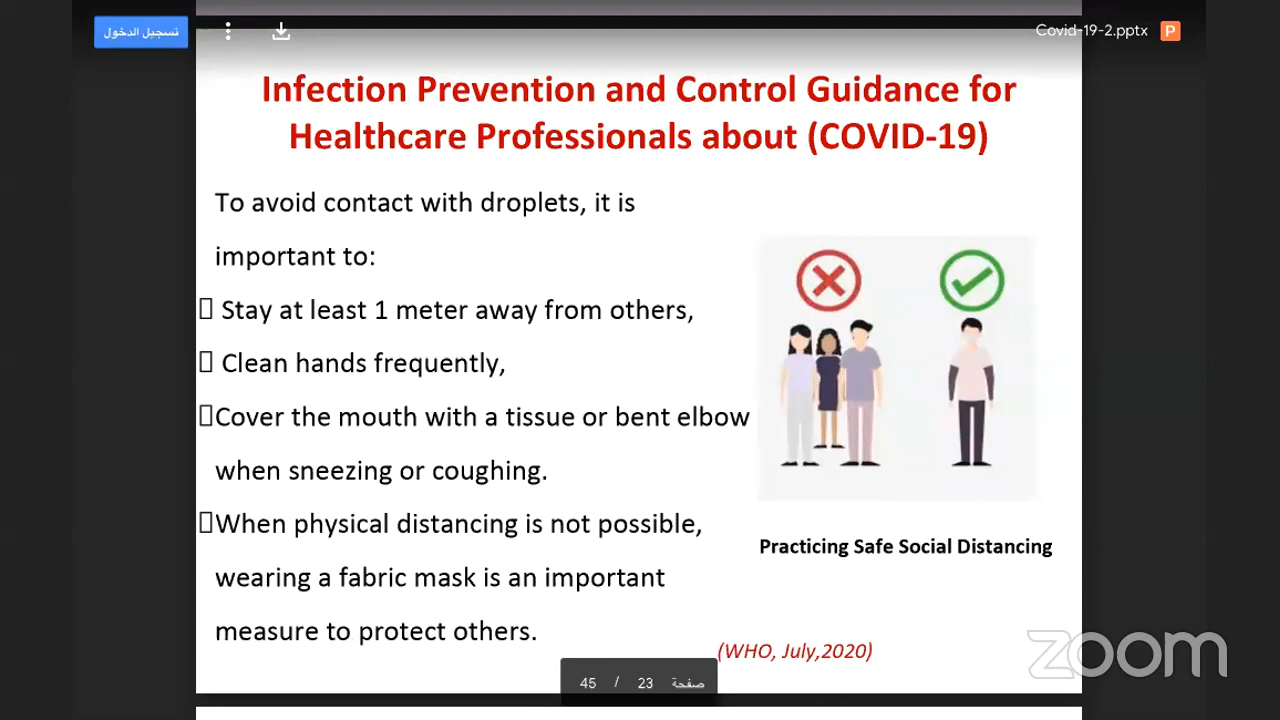 تسجيل الدخول
Covid-19-2.pptx P
Infection Prevention and Control Guidance for
Healthcare Professionals about (COVID-19)
To avoid contact with droplets, it is
important to:
Stay at least 1 meter away from others,
Clean hands frequently,
Cover the mouth with a tissue or bent elbow
when sneezing or coughing.
When physical distancing is not possible,
wearing a fabric mask is an important
measure to protect others.
Practicing Safe Social Distancing
(WHO, July,2020)
صفحة 23 / 45
zoom